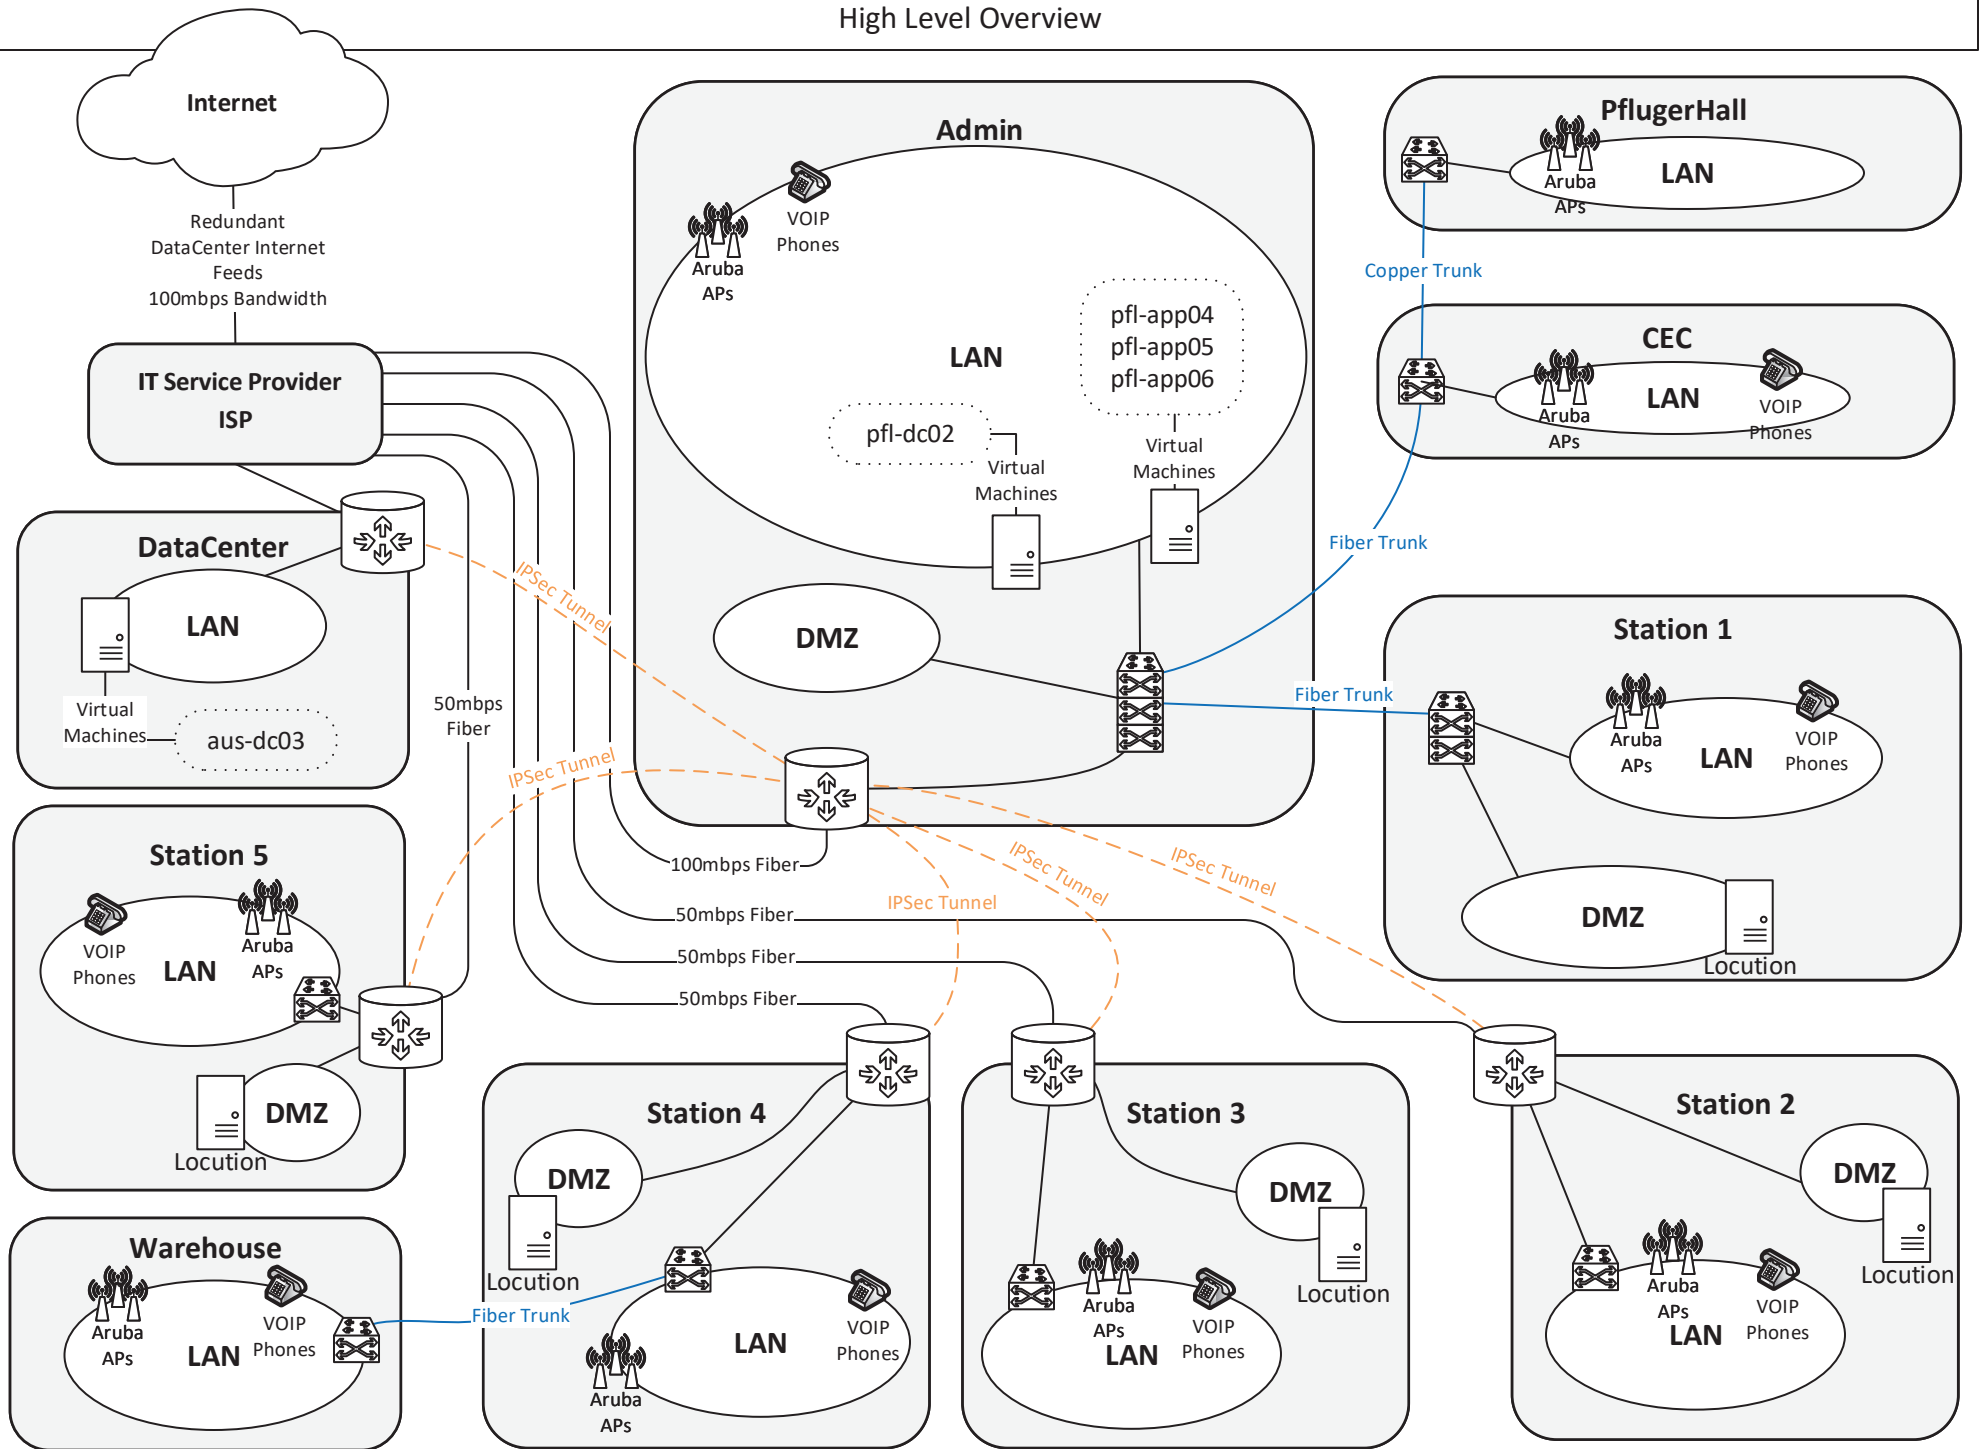 High Level Overview
Internet
Redundant
DataCenter Internet
Feeds
100mbps Bandwidth
IT Service Provider
ISP
Admin
VOIP
Phones
Aruba
APs
LAN
pfl-app04
pfl-app05
pfl-app06
Virtual
Machines
pfl-dc02
Virtual
Machines
DMZ
PflugerHall
Aruba
APs
LAN
Copper Trunk
CEC
Aruba
APs
LAN
VOIP
Phones
Fiber Trunk
Fiber Trunk
Station 1
Aruba
APs
LAN
VOIP
Phones
DMZ
Locution
DataCenter
LAN
Virtual
Machines
aus-dc03
50mbps
Fiber
IPSec Tunnel
IPSec Tunnel
IPSec Tunnel
IPSec Tunnel
IPSec Tunnel
100mbps Fiber
50mbps Fiber
50mbps Fiber
50mbps Fiber
Station 5
VOIP
Phones
LAN
Aruba
APs
DMZ
Locution
Warehouse
Aruba
APs
LAN
VOIP
Phones
Fiber Trunk
Station 4
DMZ
Locution
LAN
VOIP
Phones
Aruba
APs
Station 3
DMZ
Locution
Aruba
APs
LAN
VOIP
Phones
Station 2
DMZ
Locution
Aruba
APs
LAN
VOIP
Phones